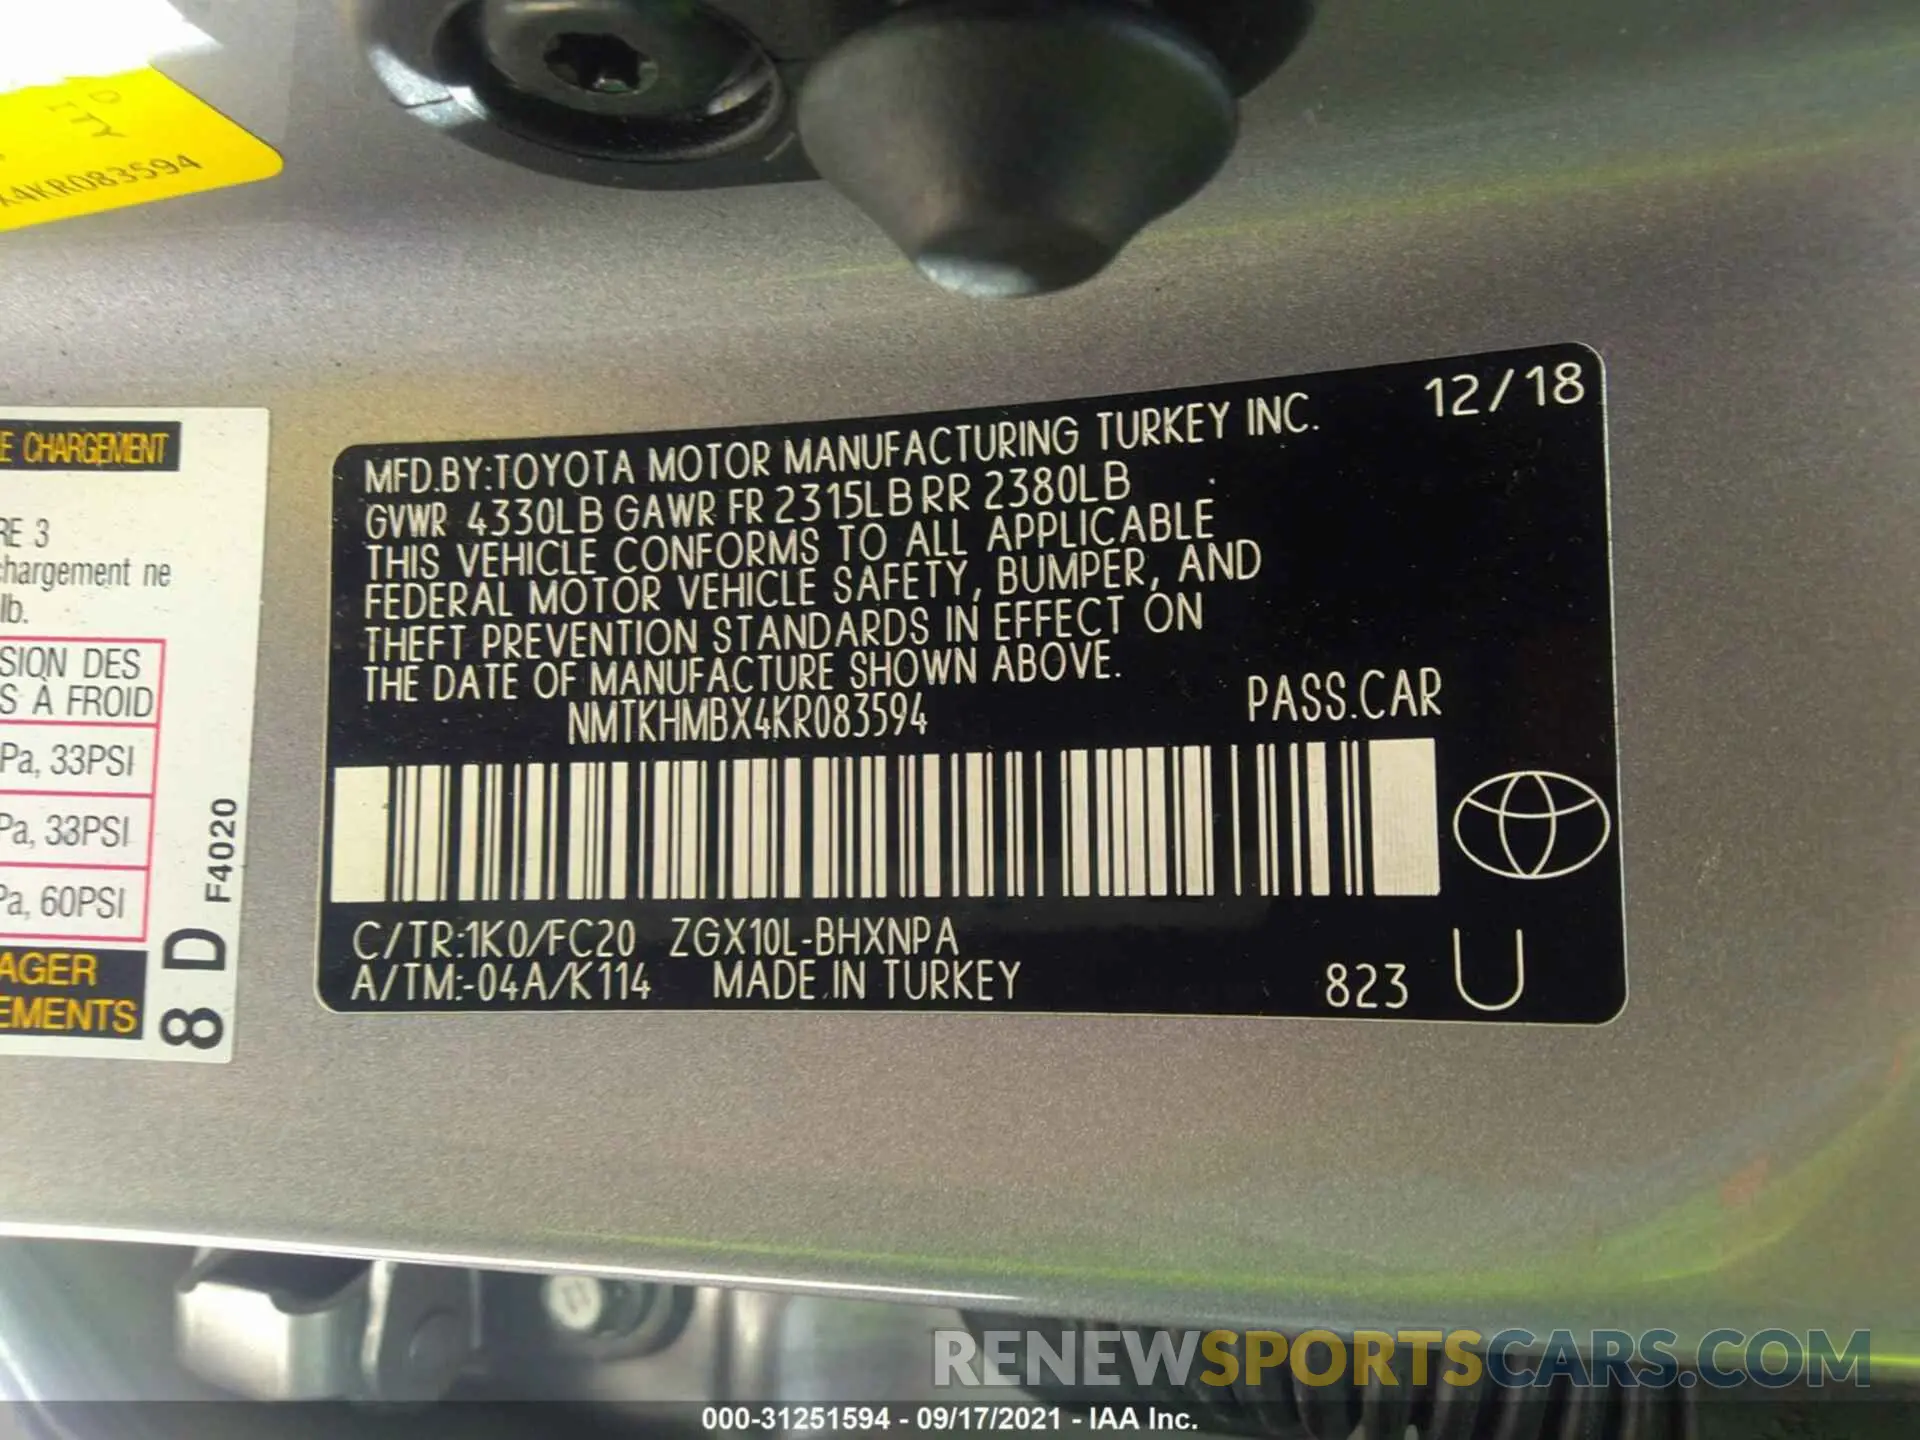 4KR083594
E CHARGEMENT
RE 3
chargement ne
lb.
SION DES
S À FROID
Pa, 33PSI
Pa, 33PSI
Pa, 60PSI
AGER
EMENTS
8 D
F4020
12/18
MFD.BY:TOYOTA MOTOR MANUFACTURING TURKEY INC.
GVWR 4330LB GAWR FR 2315LB RR 2380LB
THIS VEHICLE CONFORMS TO ALL APPLICABLE
FEDERAL MOTOR VEHICLE SAFETY, BUMPER, AND
THEFT PREVENTION STANDARDS IN EFFECT ON
THE DATE OF MANUFACTURE SHOWN ABOVE.
NMTKHMBX4KR083594 PASS.CAR
C/TR:1K0/FC20 ZGX10L-BHXNPA
A/TM:-04A/K114 MADE IN TURKEY 823 U
RENEWSPORTSCARS.COM
000-31251594 - 09/17/2021 - IAA Inc.